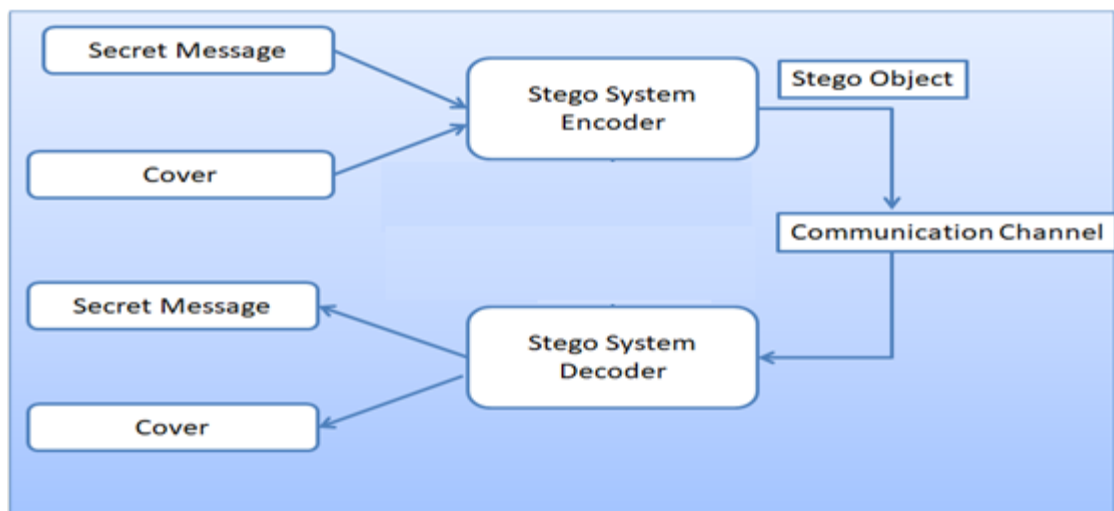 Secret Message
Stego System
Encoder
Stego Object
Cover
Communication Channel
Secret Message
Stego System
Decoder
Cover